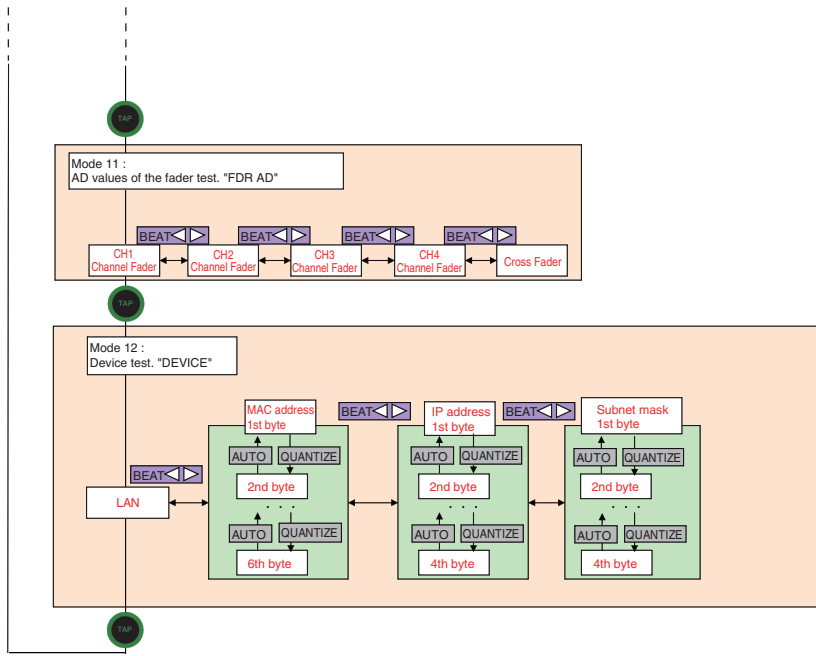 TAP
Mode 11 :
AD values of the fader test. "FDR AD"
BEAT
BEAT
BEAT
BEAT
CH1
Channel Fader
CH2
Channel Fader
CH3
Channel Fader
CH4
Channel Fader
Cross Fader
TAP
Mode 12 :
Device test. "DEVICE"
BEAT
LAN
MAC address
1st byte
AUTO
QUANTIZE
2nd byte
. . .
AUTO
QUANTIZE
6th byte
BEAT
IP address
1st byte
AUTO
QUANTIZE
2nd byte
. . .
AUTO
QUANTIZE
4th byte
BEAT
Subnet mask
1st byte
AUTO
QUANTIZE
2nd byte
. . .
AUTO
QUANTIZE
4th byte
TAP